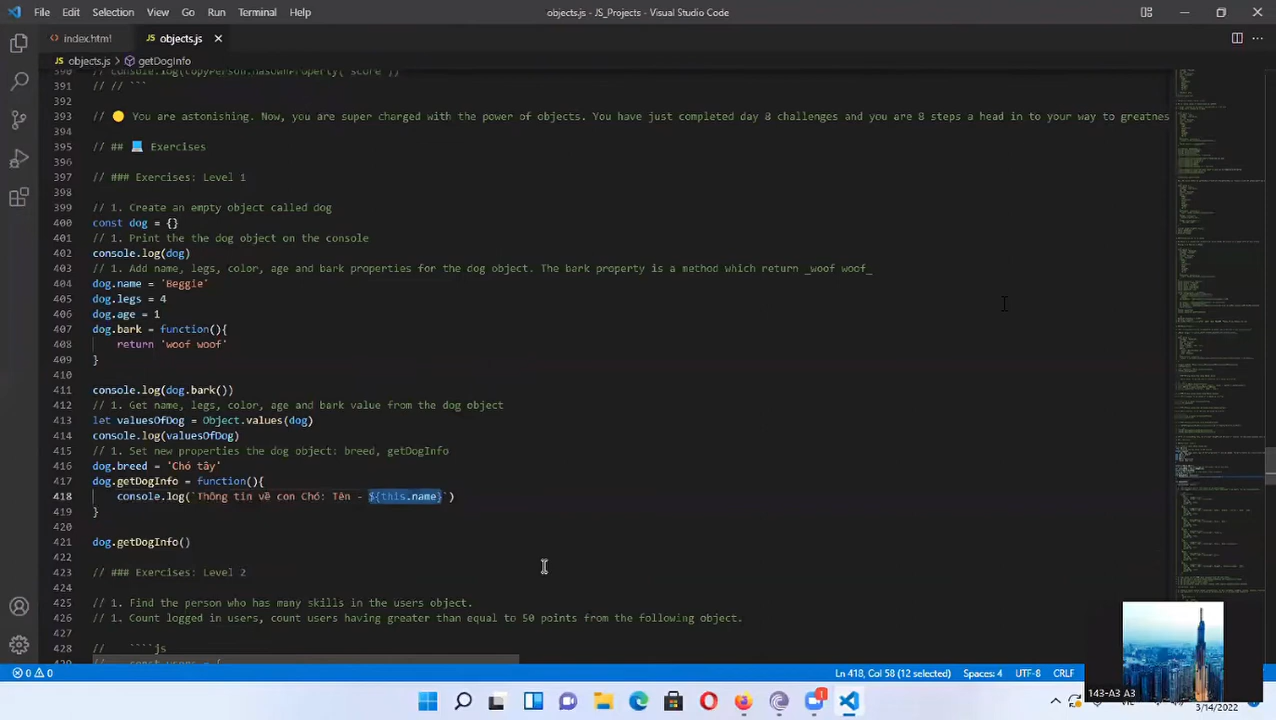 File Edit Selection View Go Run Terminal Help
objects.js - JS_Projects - Visual Studio Code
index.html
objects.js
objects.js > getDogInfo
390 // console.log(copyPerson.hasOwnProperty('score'))
391 // // ```
392
393 // 🟡 You are astonishing. Now, you are super charged with the power of objects. You have just completed day 8 challenges and you are 8 steps a head in to your way to greatnes
394
395 // ## 💻 Exercises
396
397 // ### Exercises: Level 1
398
399 // 1. Create an empty object called dog
400 const dog = {}
401 // 1. Print the the dog object on the console
402 console.log(dog)
403 // 1. Add name, legs, color, age and bark properties for the dog object. The bark property is a method which return _woof woof_
404 dog.name = 'Beggie'
405 dog.legs = 4
406 dog.age = 1
407 dog.bark = function(){
408 return 'woof woof'
409 }
410
411 console.log(dog.bark())
412 // 1. Get name, legs, color, age and bark value from the dog object
413 let valuesOfDog = Object.values(dog)
414 console.log(valuesOfDog)
415 // 1. Set new properties the dog object: breed, getDogInfo
416 dog.breed = 'Chó tây'
417 dog.getDogInfo = function(){
418 console.log(`Thông tin về con Chó: Tên - ${this.name}`)
419 }
420
421 dog.getDogInfo()
422
423 // ### Exercises: Level 2
424
425 // 1. Find the person who has many skills in the users object.
426 // 1. Count logged in users, count users having greater than equal to 50 points from the following object.
427
428 // ````js
429 // const users = {
0 0
Ln 418, Col 58 (12 selected) Spaces: 4 UTF-8 CRLF
143-A3 A3
1
3/14/2022